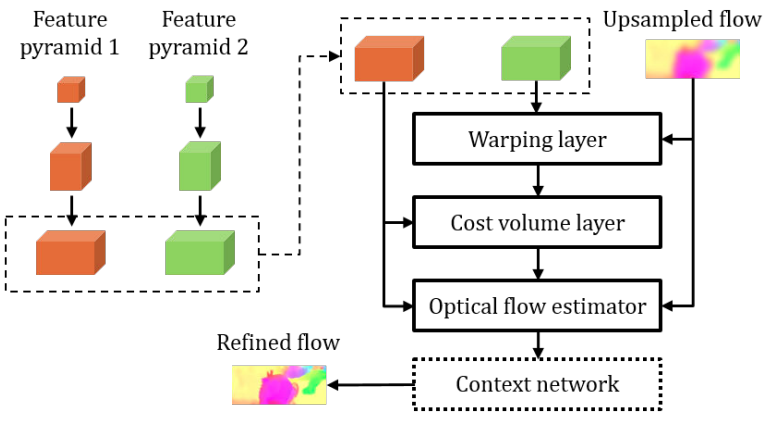 Feature
pyramid 1
Feature
pyramid 2
Upsampled flow
Warping layer
Cost volume layer
Optical flow estimator
Refined flow
Context network